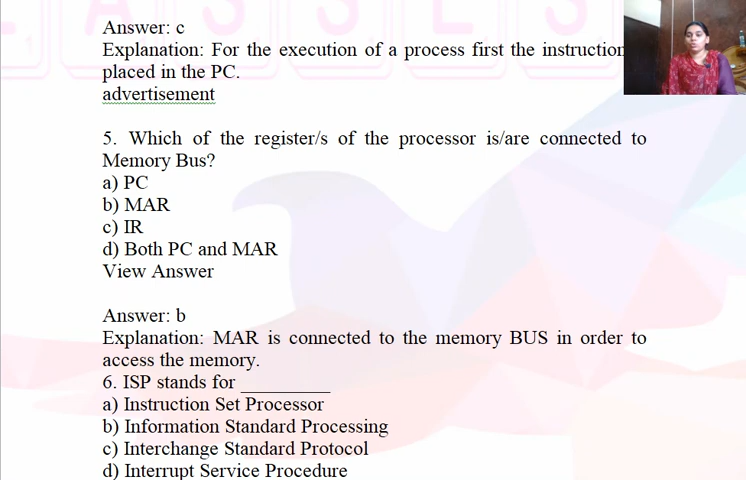 Answer: c
Explanation: For the execution of a process first the instruction
placed in the PC.
advertisement
5. Which of the register/s of the processor is/are connected to
Memory Bus?
a) PC
b) MAR
c) IR
d) Both PC and MAR
View Answer
Answer: b
Explanation: MAR is connected to the memory BUS in order to
access the memory.
6. ISP stands for _________
a) Instruction Set Processor
b) Information Standard Processing
c) Interchange Standard Protocol
d) Interrupt Service Procedure